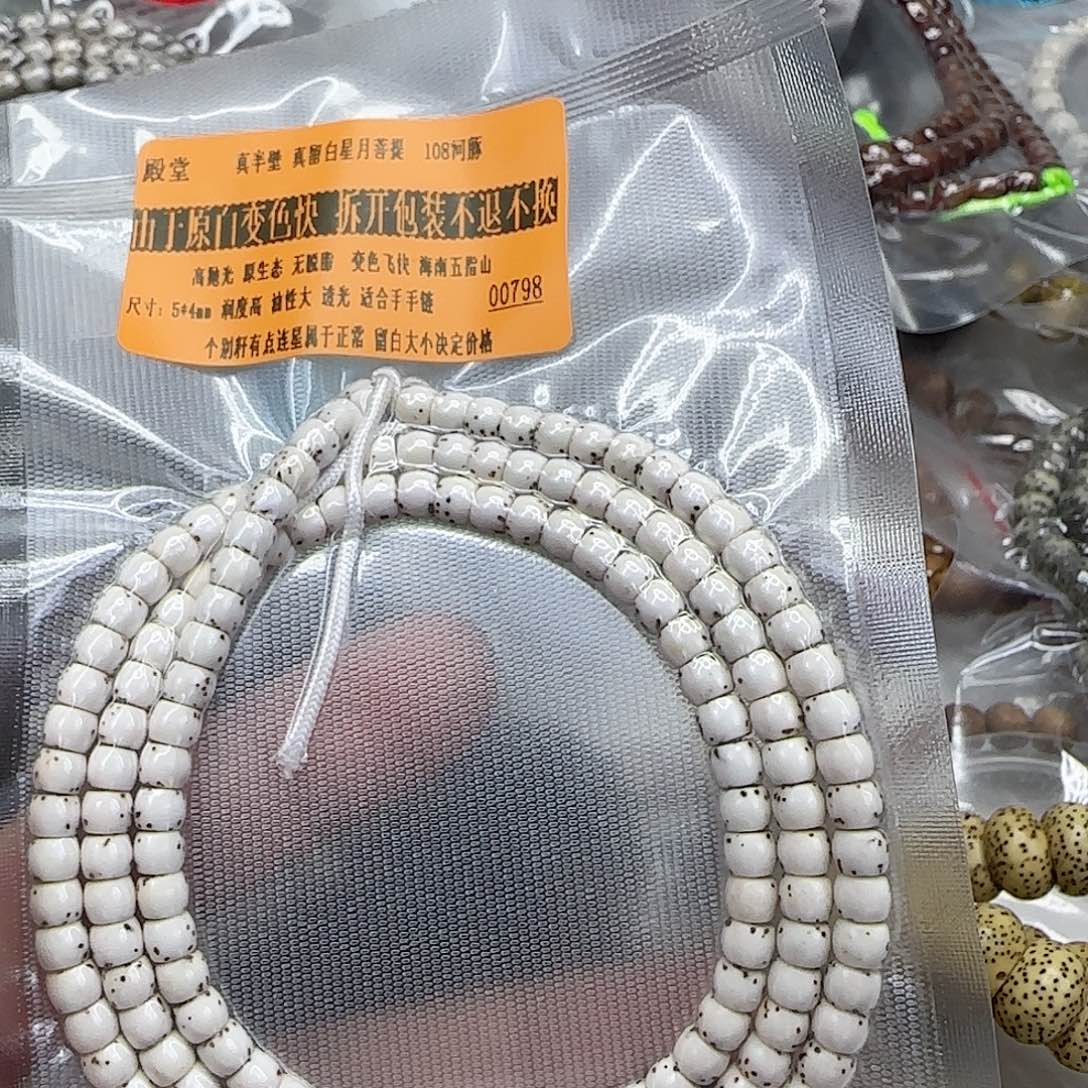 殿堂 真半壁 真留白星月菩提 108河豚
由于原白变色快 拆开包装不退不换
高抛光 原生态 无脱脂 变色飞快 海南五指山
尺寸：5*4mm 润度高 油性大 透光 适合手手链 00798
个别籽有点连星属于正常 留白大小决定价格